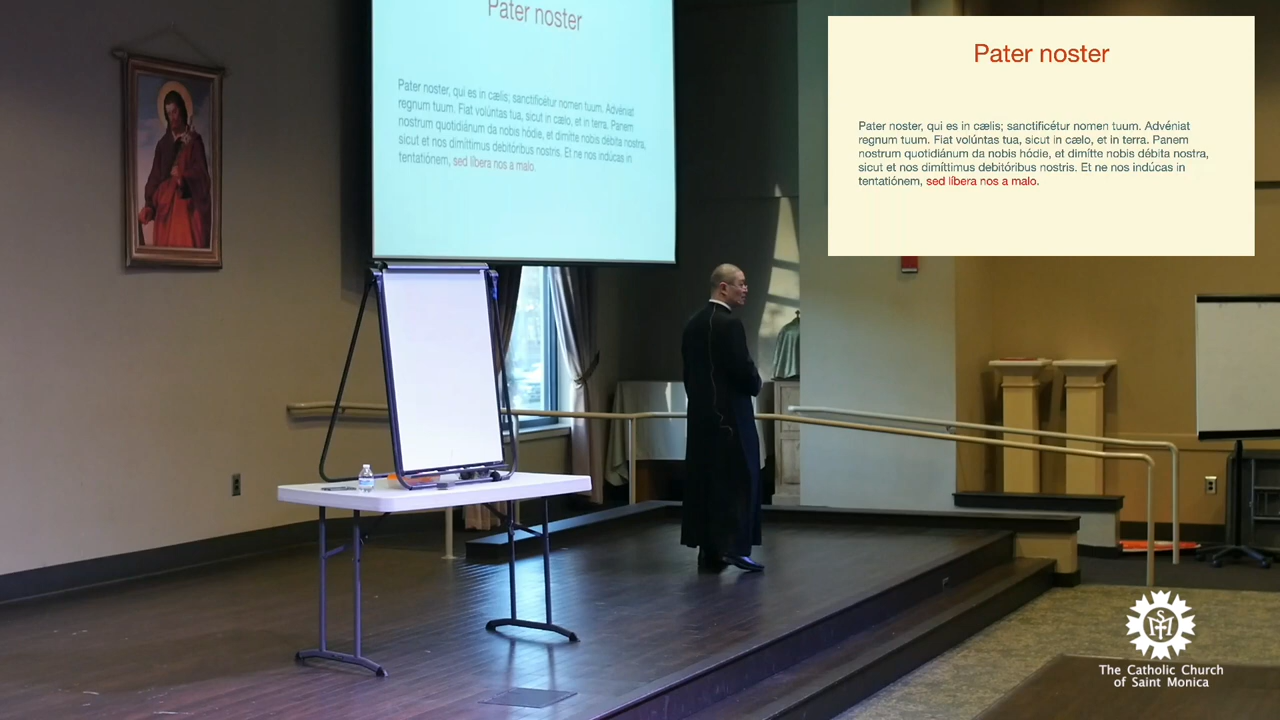 Pater noster
Pater noster, qui es in cælis; sanctificétur nomen tuum. Advéniat
regnum tuum. Fiat volúntas tua, sicut in cælo, et in terra. Panem
nostrum quotidiánum da nobis hódie, et dimítte nobis débita nostra,
sicut et nos dimíttimus debitóribus nostris. Et ne nos indúcas in
tentatiónem, sed líbera nos a malo.
Pater noster
Pater noster, qui es in cælis; sanctificétur nomen tuum. Advéniat
regnum tuum. Fiat volúntas tua, sicut in cælo, et in terra. Panem
nostrum quotidiánum da nobis hódie, et dimítte nobis débita nostra,
sicut et nos dimíttimus debitóribus nostris. Et ne nos indúcas in
tentatiónem, sed líbera nos a malo.
The Catholic Church
of Saint Monica